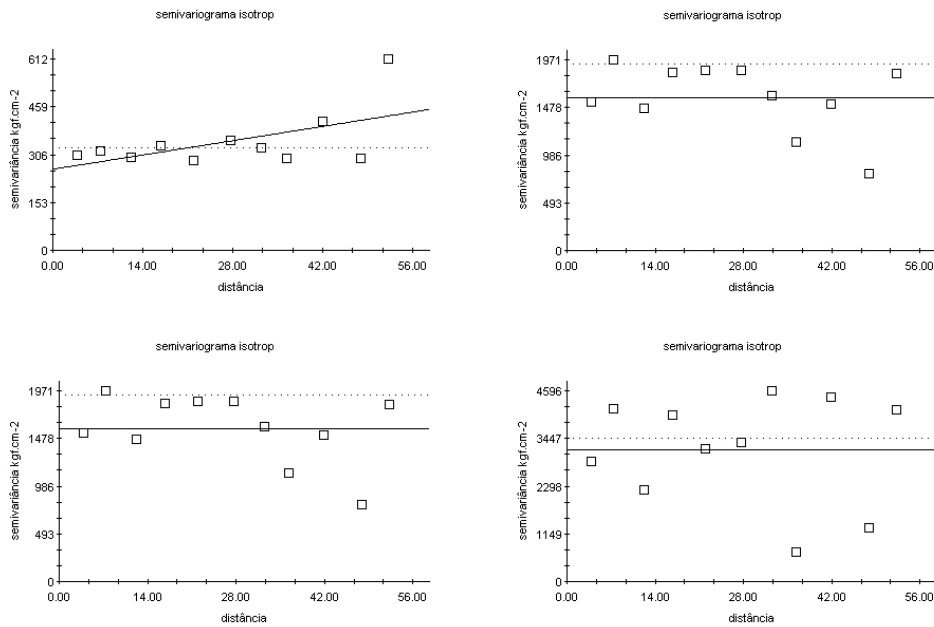 semivariograma isotrop
612
459
306
153
0
0.00 14.00 28.00 42.00 56.00
semivariância kgf.cm-2
distância
semivariograma isotrop
1971
1478
986
493
0
0.00 14.00 28.00 42.00 56.00
semivariância kgf.cm-2
distância
semivariograma isotrop
1971
1478
986
493
0
0.00 14.00 28.00 42.00 56.00
semivariância kgf.cm-2
distância
semivariograma isotrop
4596
3447
2298
1149
0
0.00 14.00 28.00 42.00 56.00
semivariância kgf.cm-2
distância